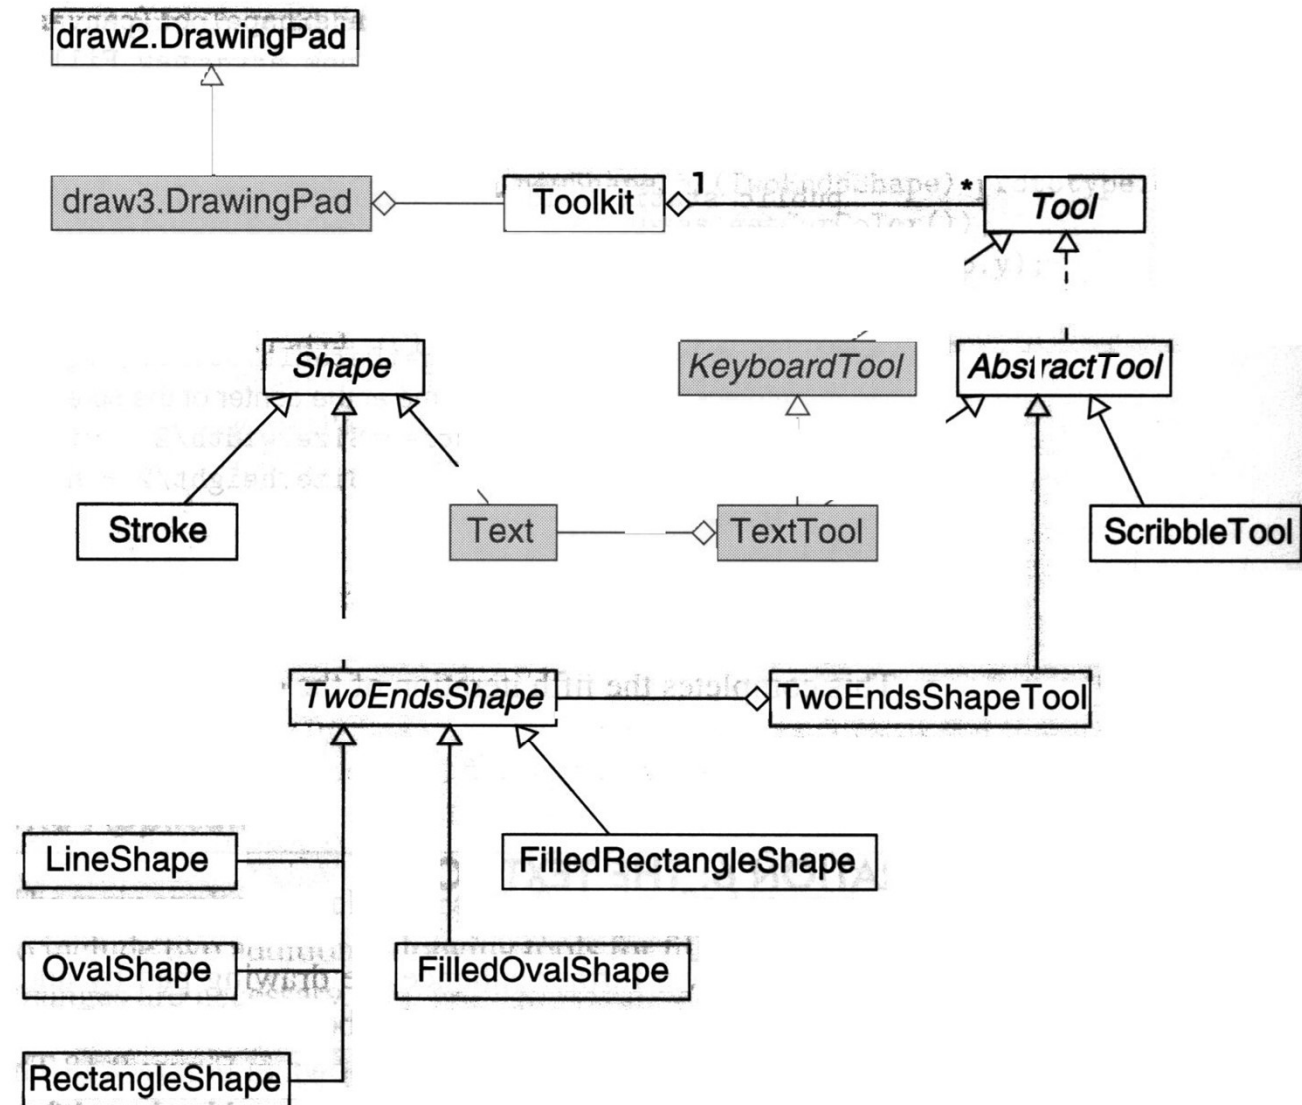 draw2.DrawingPad
draw3.DrawingPad
Toolkit
1
*
Tool
Shape
KeyboardTool
AbstractTool
Stroke
Text
TextTool
ScribbleTool
TwoEndsShape
TwoEndsShapeTool
LineShape
FilledRectangleShape
OvalShape
FilledOvalShape
RectangleShape